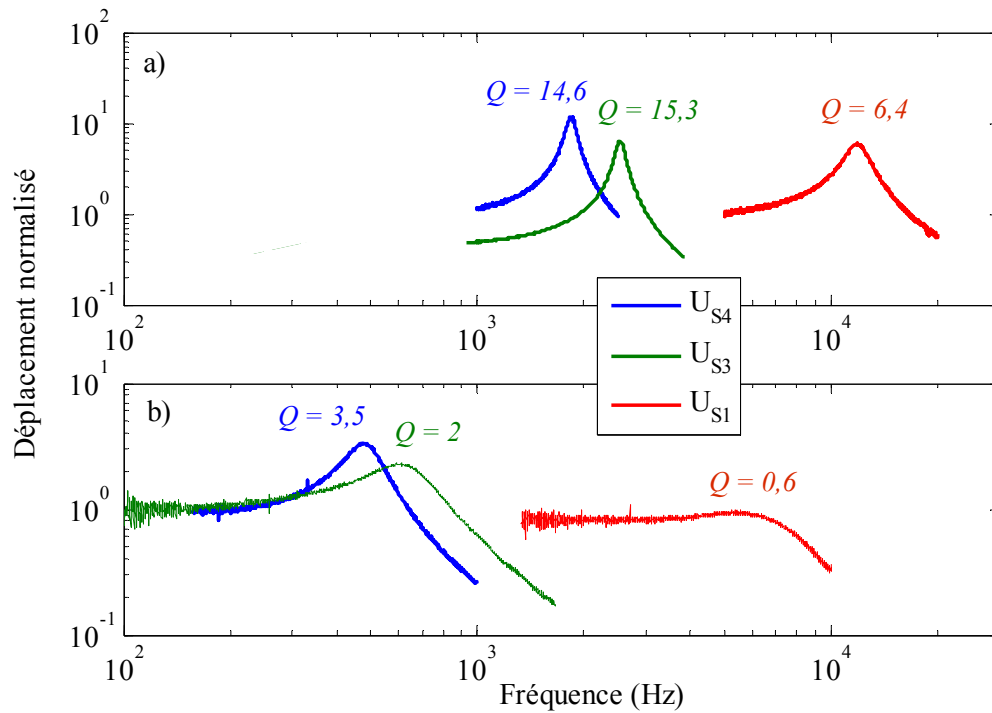 10^2
a)
Q = 14,6
Q = 15,3
Q = 6,4
10^1
10^0
10^-1
10^2
10^3
10^4
U_S4
U_S3
U_S1
Déplacement normalisé
10^1
b)
Q = 3,5
Q = 2
Q = 0,6
10^0
10^-1
10^2
10^3
10^4
Fréquence (Hz)